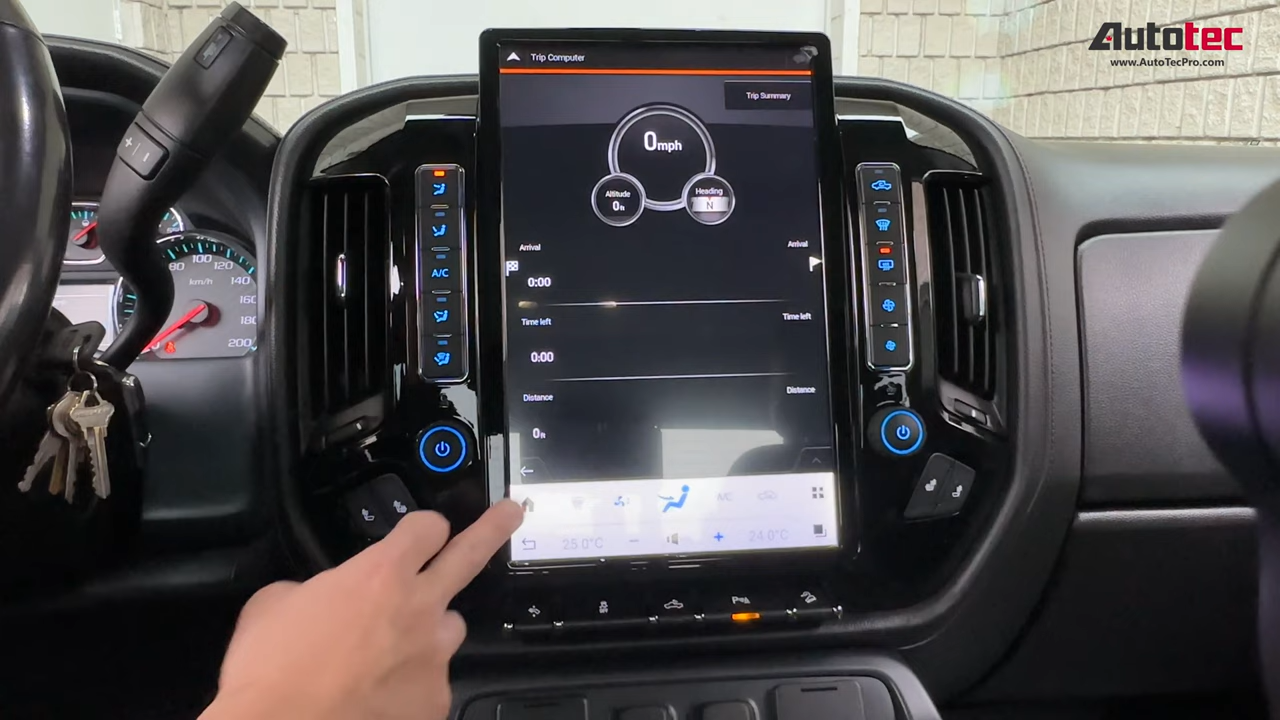 Autotec
www.AutoTecPro.com
Trip Computer
Trip Summary
0mph
Altitude
0ft
Heading
N
Arrival
Arrival
0:00
Time left
Time left
0:00
Distance
Distance
0ft
A/C
A/C
25.0°C
24.0°C
+
−
80
100
120
140
160
180
200
km/h
OFF